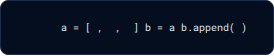 a = [ ,  ,  ] b = a b.append( )